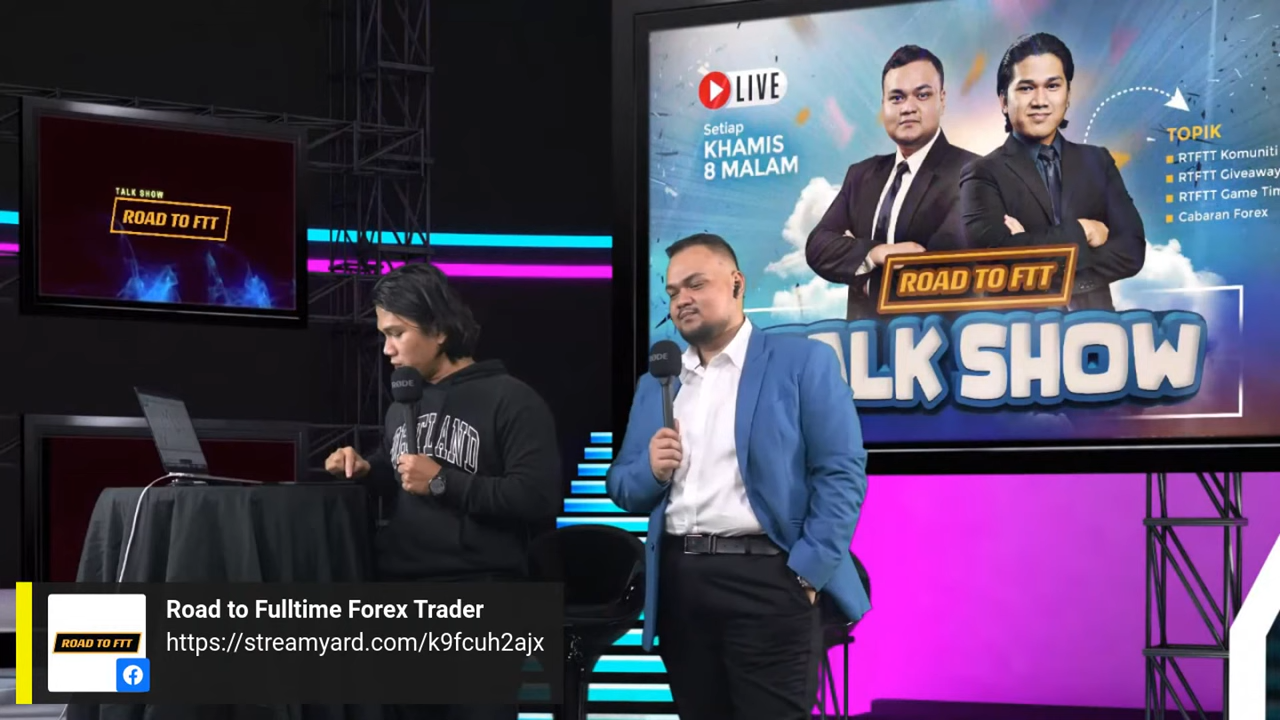 LIVE
Setiap
KHAMIS
8 MALAM
TOPIK
RTFTT Komuniti
RTFTT Giveaway
RTFTT Game Tim
Cabaran Forex
ROAD TO FTT
ALK SHOW
TALK SHOW
ROAD TO FTT
RODE
ROAD TO FTT
Road to Fulltime Forex Trader
https://streamyard.com/k9fcuh2ajx